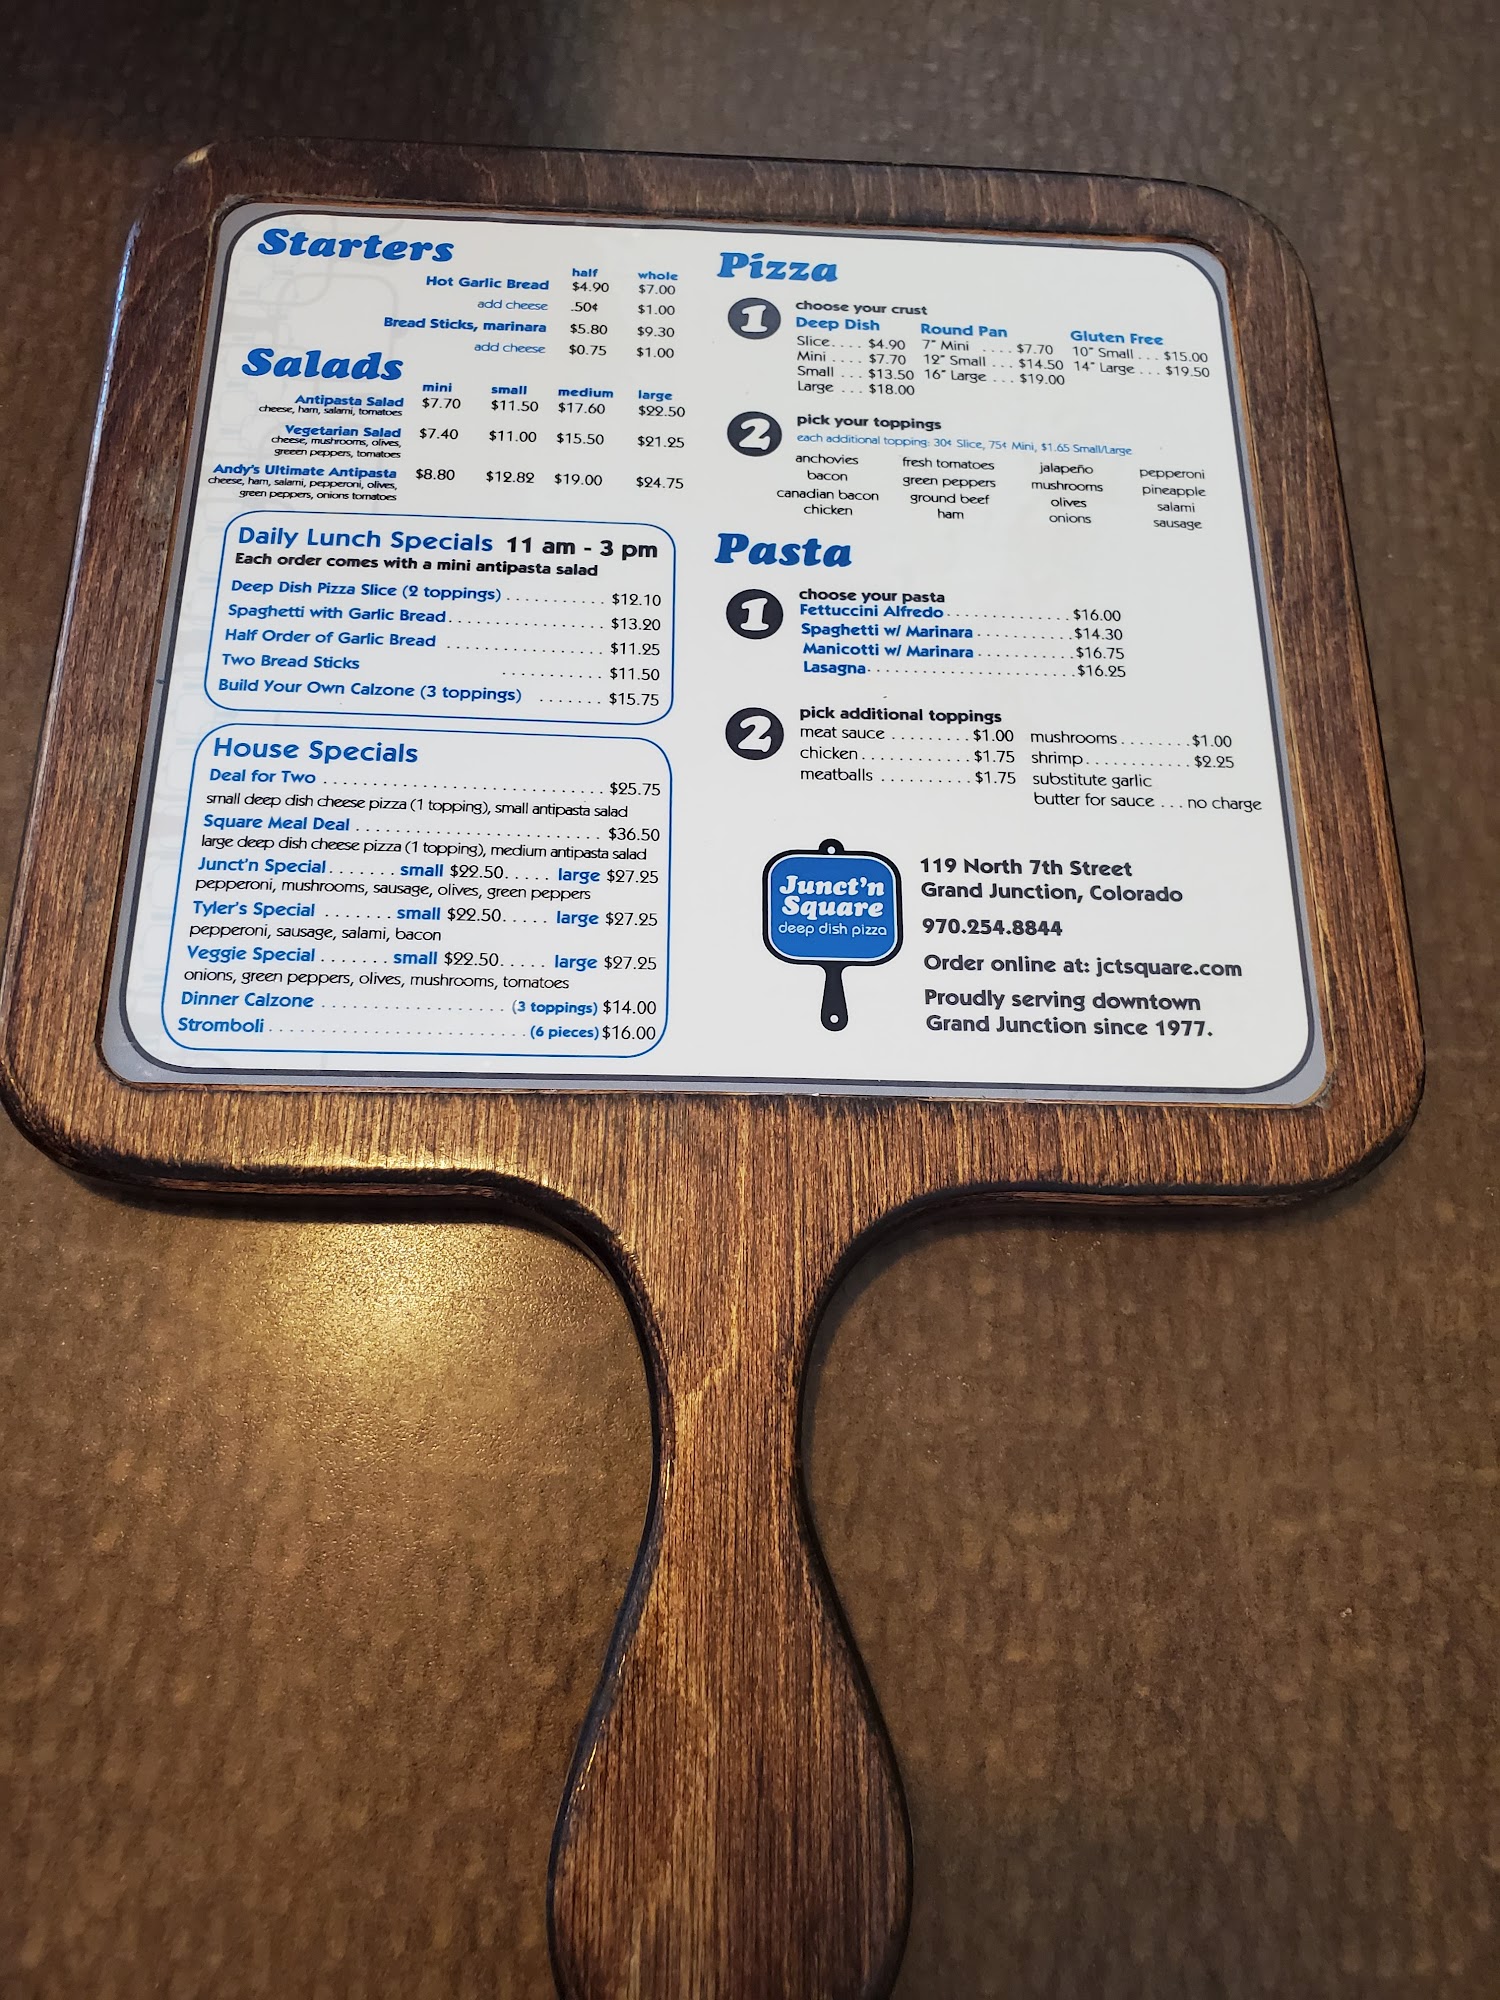 Starters
half whole
Hot Garlic Bread $4.90 $7.00
add cheese .50¢ $1.00
Bread Sticks, marinara $5.80 $9.30
add cheese $0.75 $1.00
Salads
mini small medium large
Antipasta Salad $7.70 $11.50 $17.60 $22.50
cheese, ham, salami, tomatoes
Vegetarian Salad $7.40 $11.00 $15.50 $21.25
cheese, mushrooms, olives,
greeen peppers, tomatoes
Andy's Ultimate Antipasta $8.80 $12.82 $19.00 $24.75
cheese, ham, salami, pepperoni, olives,
green peppers, onions tomatoes
Daily Lunch Specials 11 am - 3 pm
Each order comes with a mini antipasta salad
Deep Dish Pizza Slice (2 toppings) ........... $12.10
Spaghetti with Garlic Bread ................. $13.20
Half Order of Garlic Bread ................. $11.25
Two Bread Sticks ........... $11.50
Build Your Own Calzone (3 toppings) ....... $15.75
House Specials
Deal for Two ............................. $25.75
small deep dish cheese pizza (1 topping), small antipasta salad
Square Meal Deal ......................... $36.50
large deep dish cheese pizza (1 topping), medium antipasta salad
Junct'n Special ....... small $22.50 ..... large $27.25
pepperoni, mushrooms, sausage, olives, green peppers
Tyler's Special ....... small $22.50 ..... large $27.25
pepperoni, sausage, salami, bacon
Veggie Special ....... small $22.50 ..... large $27.25
onions, green peppers, olives, mushrooms, tomatoes
Dinner Calzone ................... (3 toppings) $14.00
Stromboli .......................... (6 pieces) $16.00
Pizza
1 choose your crust
Deep Dish Round Pan Gluten Free
Slice.... $4.90 7" Mini .... $7.70 10" Small ... $15.00
Mini .... $7.70 12" Small ... $14.50 14" Large ... $19.50
Small ... $13.50 16" Large ... $19.00
Large ... $18.00
2 pick your toppings
each additional topping: 30¢ Slice, 75¢ Mini, $1.65 Small/Large
anchovies fresh tomatoes jalapeño pepperoni
bacon green peppers mushrooms pineapple
canadian bacon ground beef olives salami
chicken ham onions sausage
Pasta
1 choose your pasta
Fettuccini Alfredo ............. $16.00
Spaghetti w/ Marinara .......... $14.30
Manicotti w/ Marinara .......... $16.75
Lasagna ...................... $16.25
2 pick additional toppings
meat sauce ......... $1.00 mushrooms ........ $1.00
chicken ............ $1.75 shrimp ............ $2.25
meatballs .......... $1.75 substitute garlic
butter for sauce ... no charge
Junct'n
Square
deep dish pizza
119 North 7th Street
Grand Junction, Colorado
970.254.8844
Order online at: jctsquare.com
Proudly serving downtown
Grand Junction since 1977.